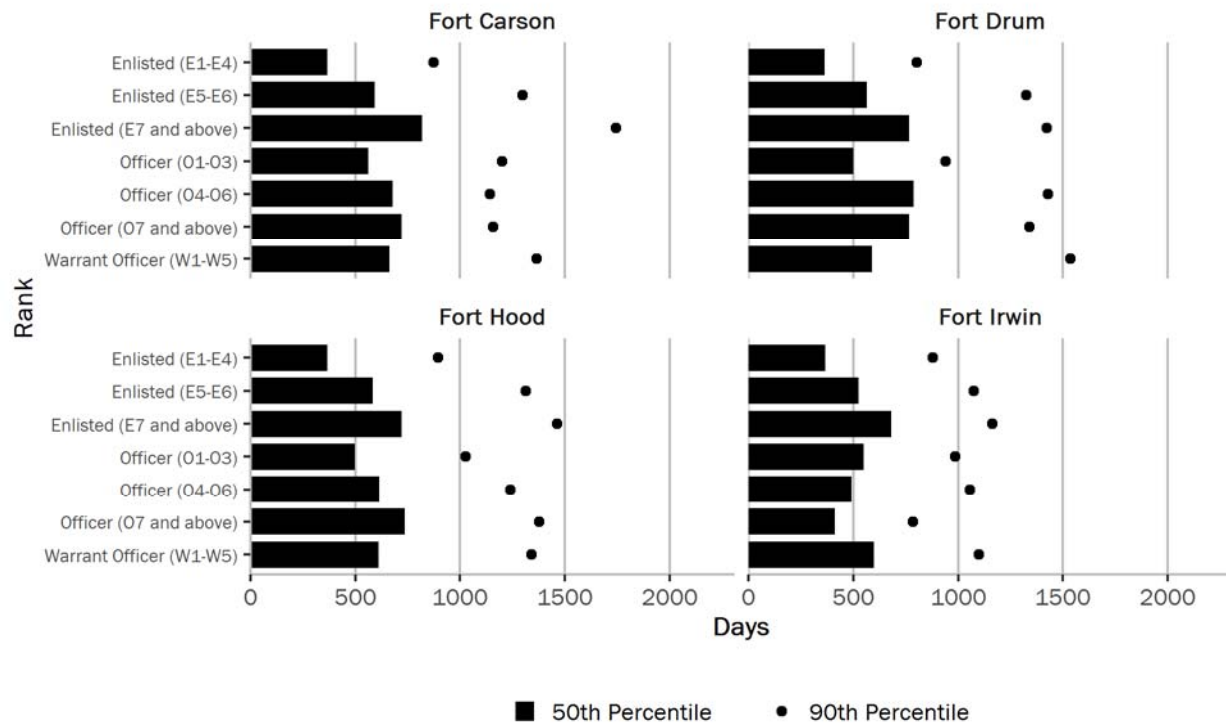 Fort Carson
Fort Drum
Enlisted (E1-E4)
Enlisted (E5-E6)
Enlisted (E7 and above)
Officer (O1-O3)
Officer (O4-O6)
Officer (O7 and above)
Warrant Officer (W1-W5)
Rank
Fort Hood
Fort Irwin
Enlisted (E1-E4)
Enlisted (E5-E6)
Enlisted (E7 and above)
Officer (O1-O3)
Officer (O4-O6)
Officer (O7 and above)
Warrant Officer (W1-W5)
0 500 1000 1500 2000 0 500 1000 1500 2000
Days
50th Percentile 90th Percentile